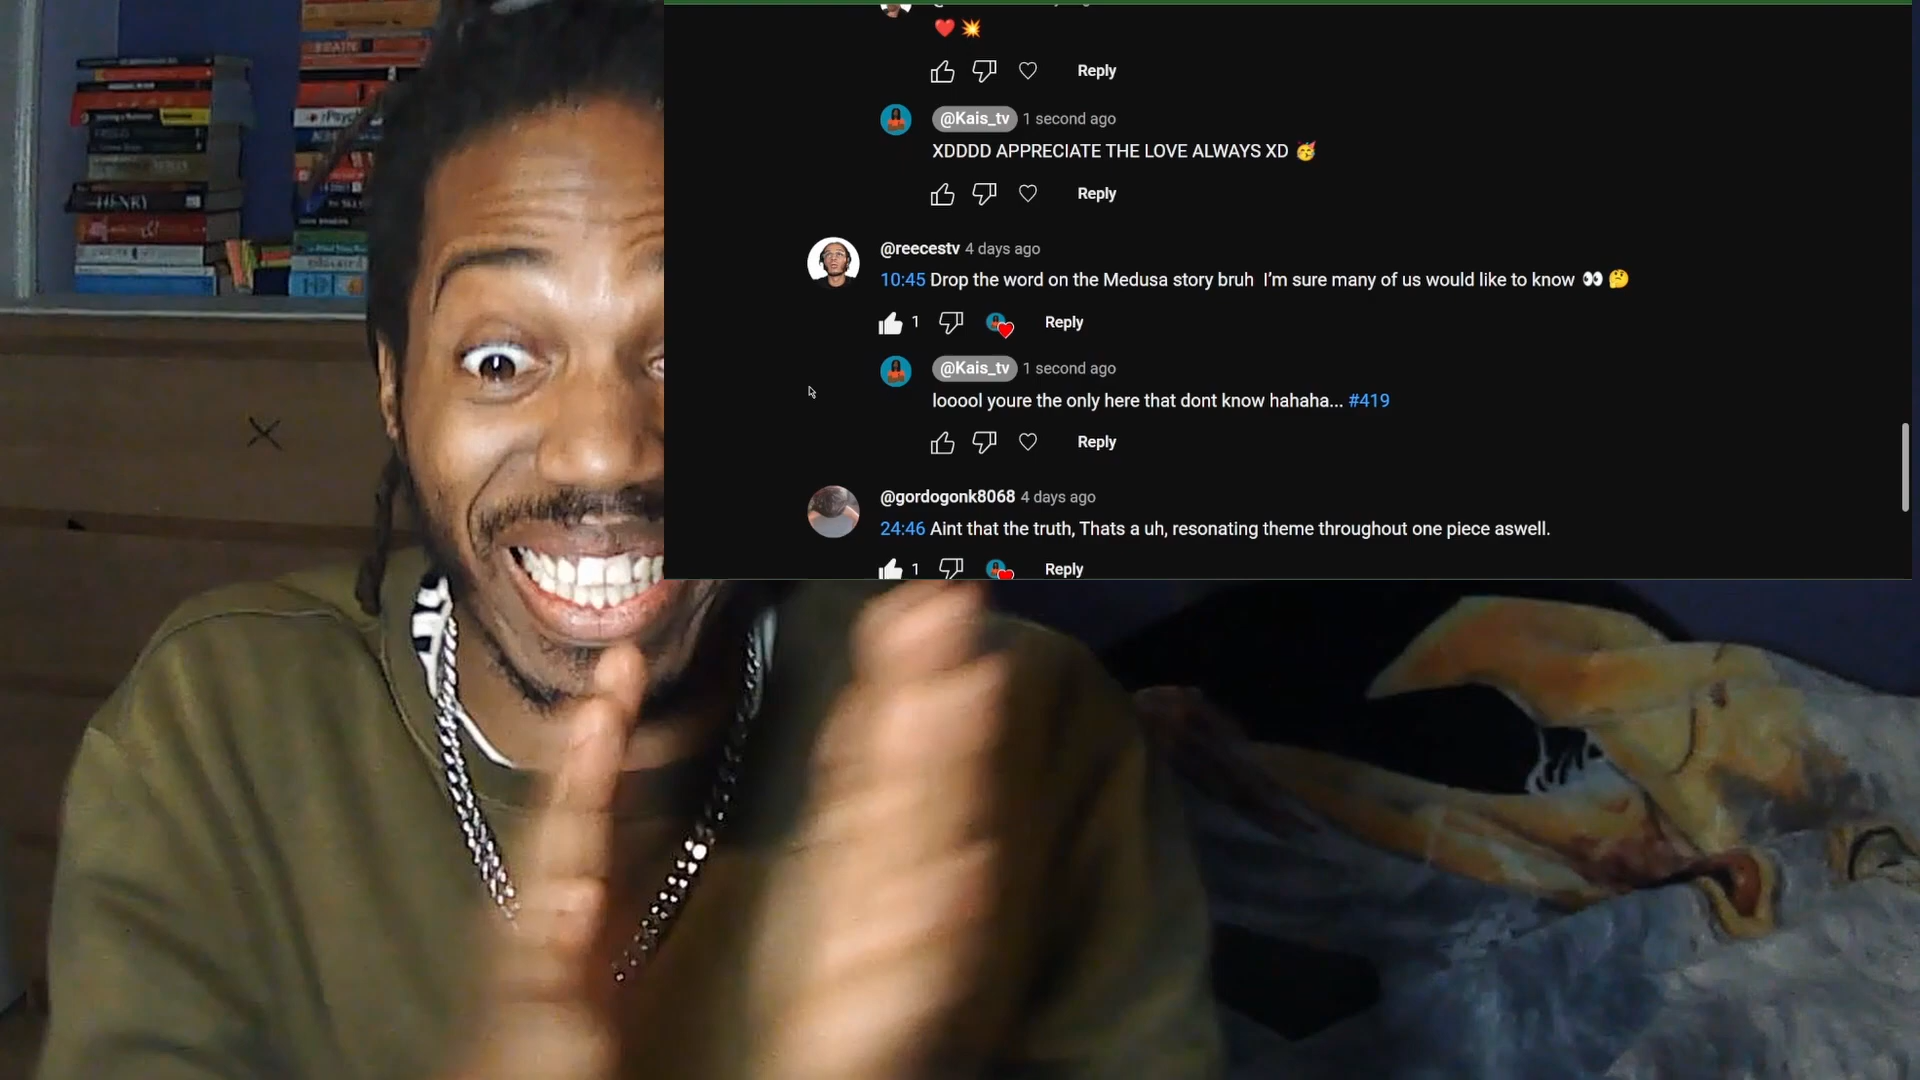 BRAIN
HENRY
educated
❤️ 💥
Reply
@Kais_tv 1 second ago
XDDDD APPRECIATE THE LOVE ALWAYS XD 🥳
Reply
@reecestv 4 days ago
10:45 Drop the word on the Medusa story bruh I’m sure many of us would like to know 👀 🤔
1 Reply
@Kais_tv 1 second ago
looool youre the only here that dont know hahaha... #419
Reply
@gordogonk8068 4 days ago
24:46 Aint that the truth, Thats a uh, resonating theme throughout one piece aswell.
1 Reply